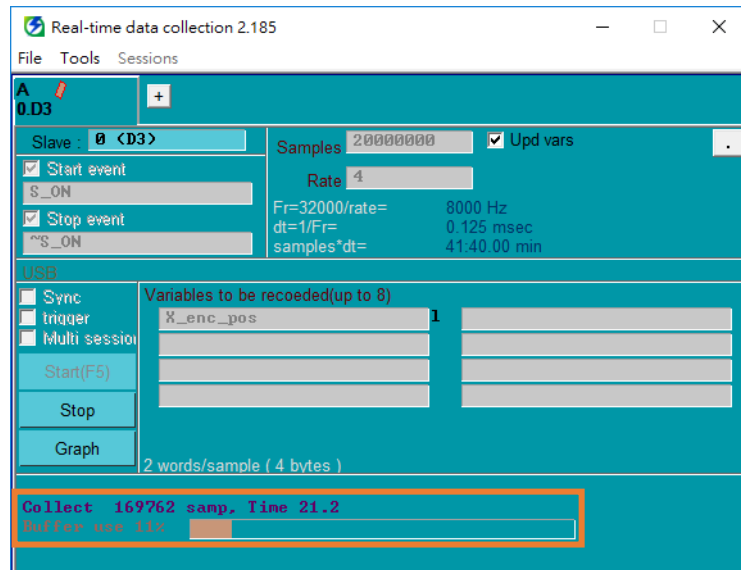 Real-time data collection 2.185
File Tools Sessions
A
0.D3
+
Slave : 0 (D3)
Samples 20000000
Upd vars
.
Start event
Rate 4
S_ON
Fr=32000/rate= 8000 Hz
Stop event
dt=1/Fr= 0.125 msec
~S_ON
samples*dt= 41:40.00 min
USB
Sync
Variables to be recoeded(up to 8)
trigger
X_enc_pos 1
Multi session
Start(F5)
Stop
Graph
2 words/sample ( 4 bytes )
Collect 169762 samp, Time 21.2
Buffer use 11%